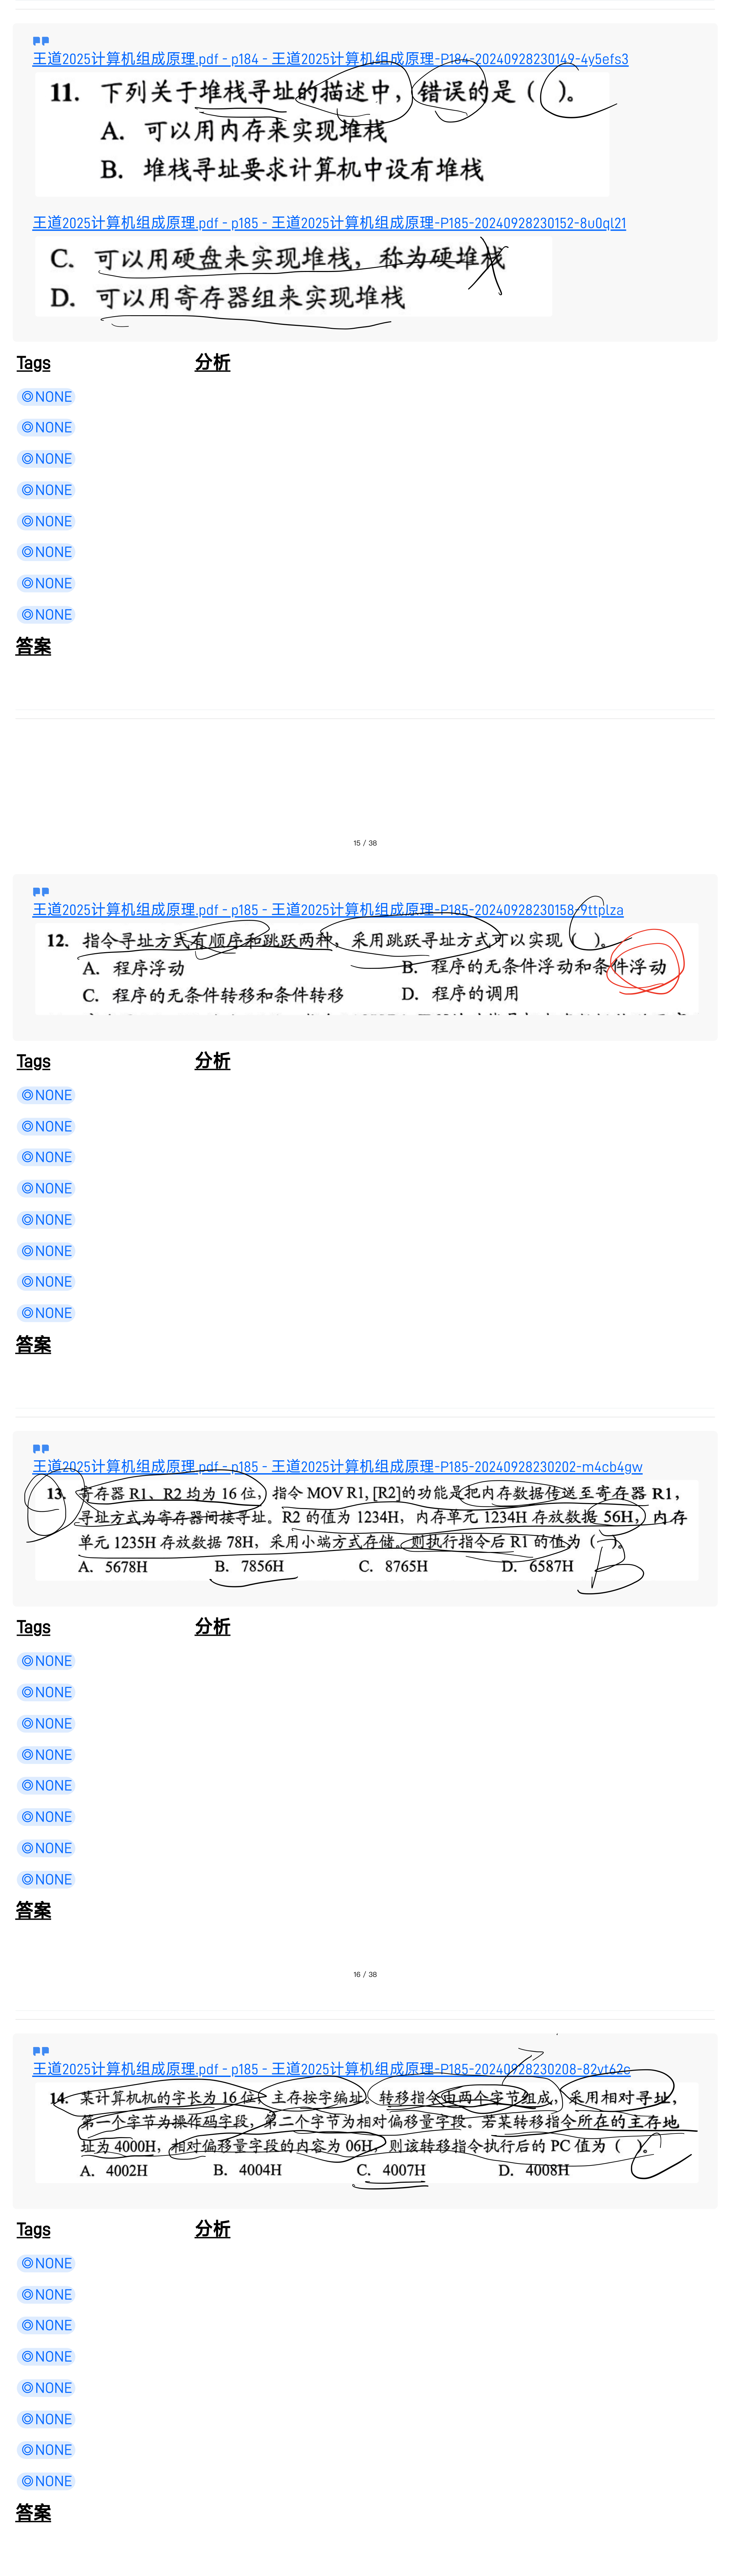 王道2025计算机组成原理.pdf - p184 - 王道2025计算机组成原理-P184-20240928230149-4y5efs3
11. 下列关于堆栈寻址的描述中，错误的是（ ）。
A. 可以用内存来实现堆栈
B. 堆栈寻址要求计算机中设有堆栈
王道2025计算机组成原理.pdf - p185 - 王道2025计算机组成原理-P185-20240928230152-8u0ql21
C. 可以用硬盘来实现堆栈，称为硬堆栈
D. 可以用寄存器组来实现堆栈
Tags 分析
◎NONE
◎NONE
◎NONE
◎NONE
◎NONE
◎NONE
◎NONE
◎NONE
答案
15 / 38
王道2025计算机组成原理.pdf - p185 - 王道2025计算机组成原理-P185-20240928230158-9ttplza
12. 指令寻址方式有顺序和跳跃两种，采用跳跃寻址方式可以实现（ ）。
A. 程序浮动 B. 程序的无条件浮动和条件浮动
C. 程序的无条件转移和条件转移 D. 程序的调用
Tags 分析
◎NONE
◎NONE
◎NONE
◎NONE
◎NONE
◎NONE
◎NONE
◎NONE
答案
王道2025计算机组成原理.pdf - p185 - 王道2025计算机组成原理-P185-20240928230202-m4cb4gw
13. 寄存器 R1、R2 均为 16 位，指令 MOV R1, [R2]的功能是把内存数据传送至寄存器 R1，
寻址方式为寄存器间接寻址。R2 的值为 1234H，内存单元 1234H 存放数据 56H，内存
单元 1235H 存放数据 78H，采用小端方式存储。则执行指令后 R1 的值为（ ）。
A. 5678H B. 7856H C. 8765H D. 6587H
B
Tags 分析
◎NONE
◎NONE
◎NONE
◎NONE
◎NONE
◎NONE
◎NONE
◎NONE
答案
16 / 38
王道2025计算机组成原理.pdf - p185 - 王道2025计算机组成原理-P185-20240928230208-82vt62c
14. 某计算机机的字长为 16 位，主存按字编址。转移指令由两个字节组成，采用相对寻址，
第一个字节为操作码字段，第二个字节为相对偏移量字段。若某转移指令所在的主存地
址为 4000H，相对偏移量字段的内容为 06H，则该转移指令执行后的 PC 值为（ ）。
A. 4002H B. 4004H C. 4007H D. 4008H
Tags 分析
◎NONE
◎NONE
◎NONE
◎NONE
◎NONE
◎NONE
◎NONE
◎NONE
答案